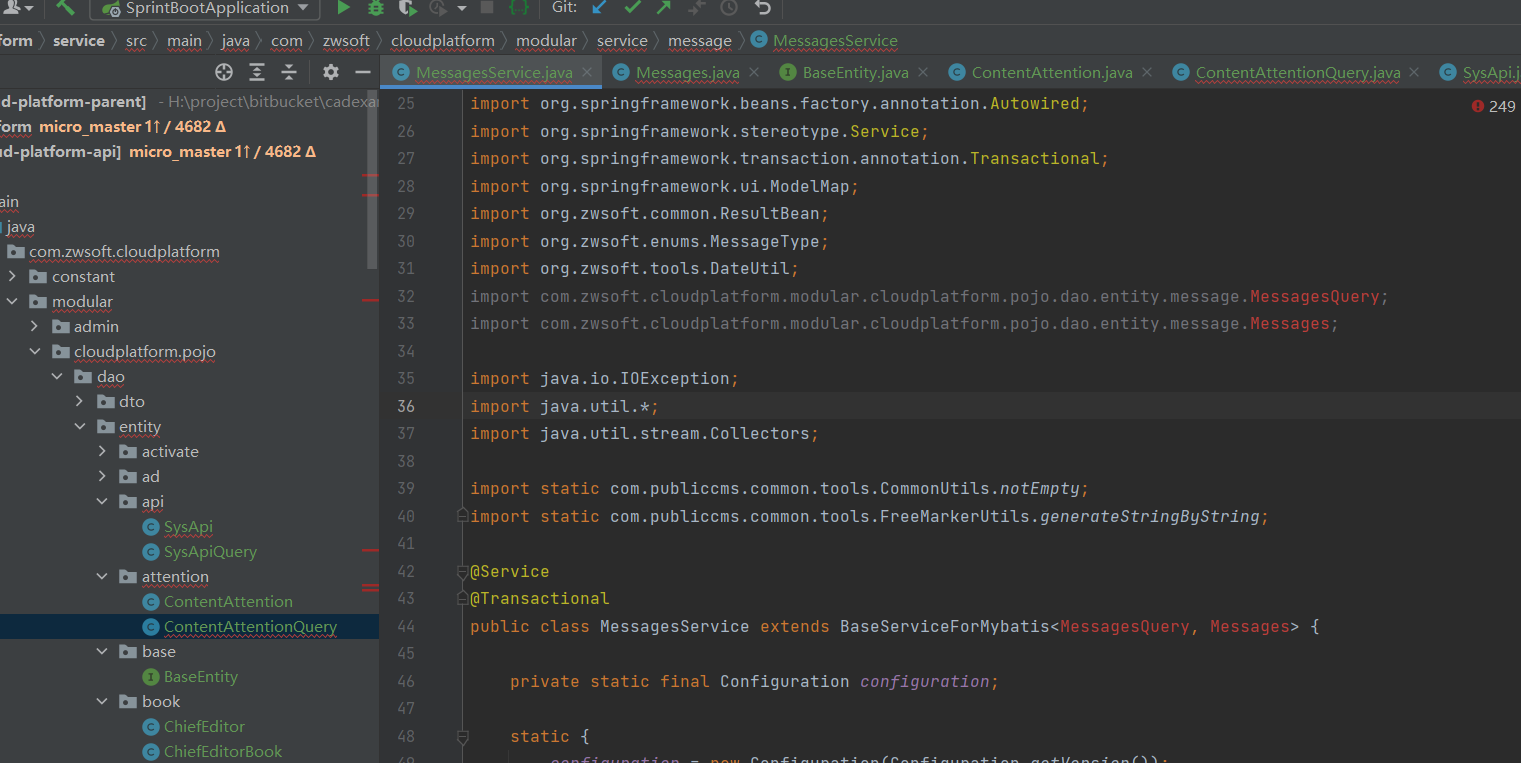 SprintBootApplication Git:
service src main java com zwsoft cloudplatform modular service message MessagesService
MessagesService.java Messages.java BaseEntity.java ContentAttention.java ContentAttentionQuery.java SysApi.j
d-platform-parent] - H:\project\bitbucket\cadexa
form micro_master 1↑ / 4682 Δ
ud-platform-api] micro_master 1↑ / 4682 Δ
ain
java
com.zwsoft.cloudplatform
constant
modular
admin
cloudplatform.pojo
dao
dto
entity
activate
ad
api
SysApi
SysApiQuery
attention
ContentAttention
ContentAttentionQuery
base
BaseEntity
book
ChiefEditor
ChiefEditorBook
249
25 import org.springframework.beans.factory.annotation.Autowired;
26 import org.springframework.stereotype.Service;
27 import org.springframework.transaction.annotation.Transactional;
28 import org.springframework.ui.ModelMap;
29 import org.zwsoft.common.ResultBean;
30 import org.zwsoft.enums.MessageType;
31 import org.zwsoft.tools.DateUtil;
32 import com.zwsoft.cloudplatform.modular.cloudplatform.pojo.dao.entity.message.MessagesQuery;
33 import com.zwsoft.cloudplatform.modular.cloudplatform.pojo.dao.entity.message.Messages;
34
35 import java.io.IOException;
36 import java.util.*;
37 import java.util.stream.Collectors;
38
39 import static com.publiccms.common.tools.CommonUtils.notEmpty;
40 import static com.publiccms.common.tools.FreeMarkerUtils.generateStringByString;
41
42 @Service
43 @Transactional
44 public class MessagesService extends BaseServiceForMybatis<MessagesQuery, Messages> {
45
46 private static final Configuration configuration;
47
48 static {
49 configuration = new Configuration(Configuration.getVersion());